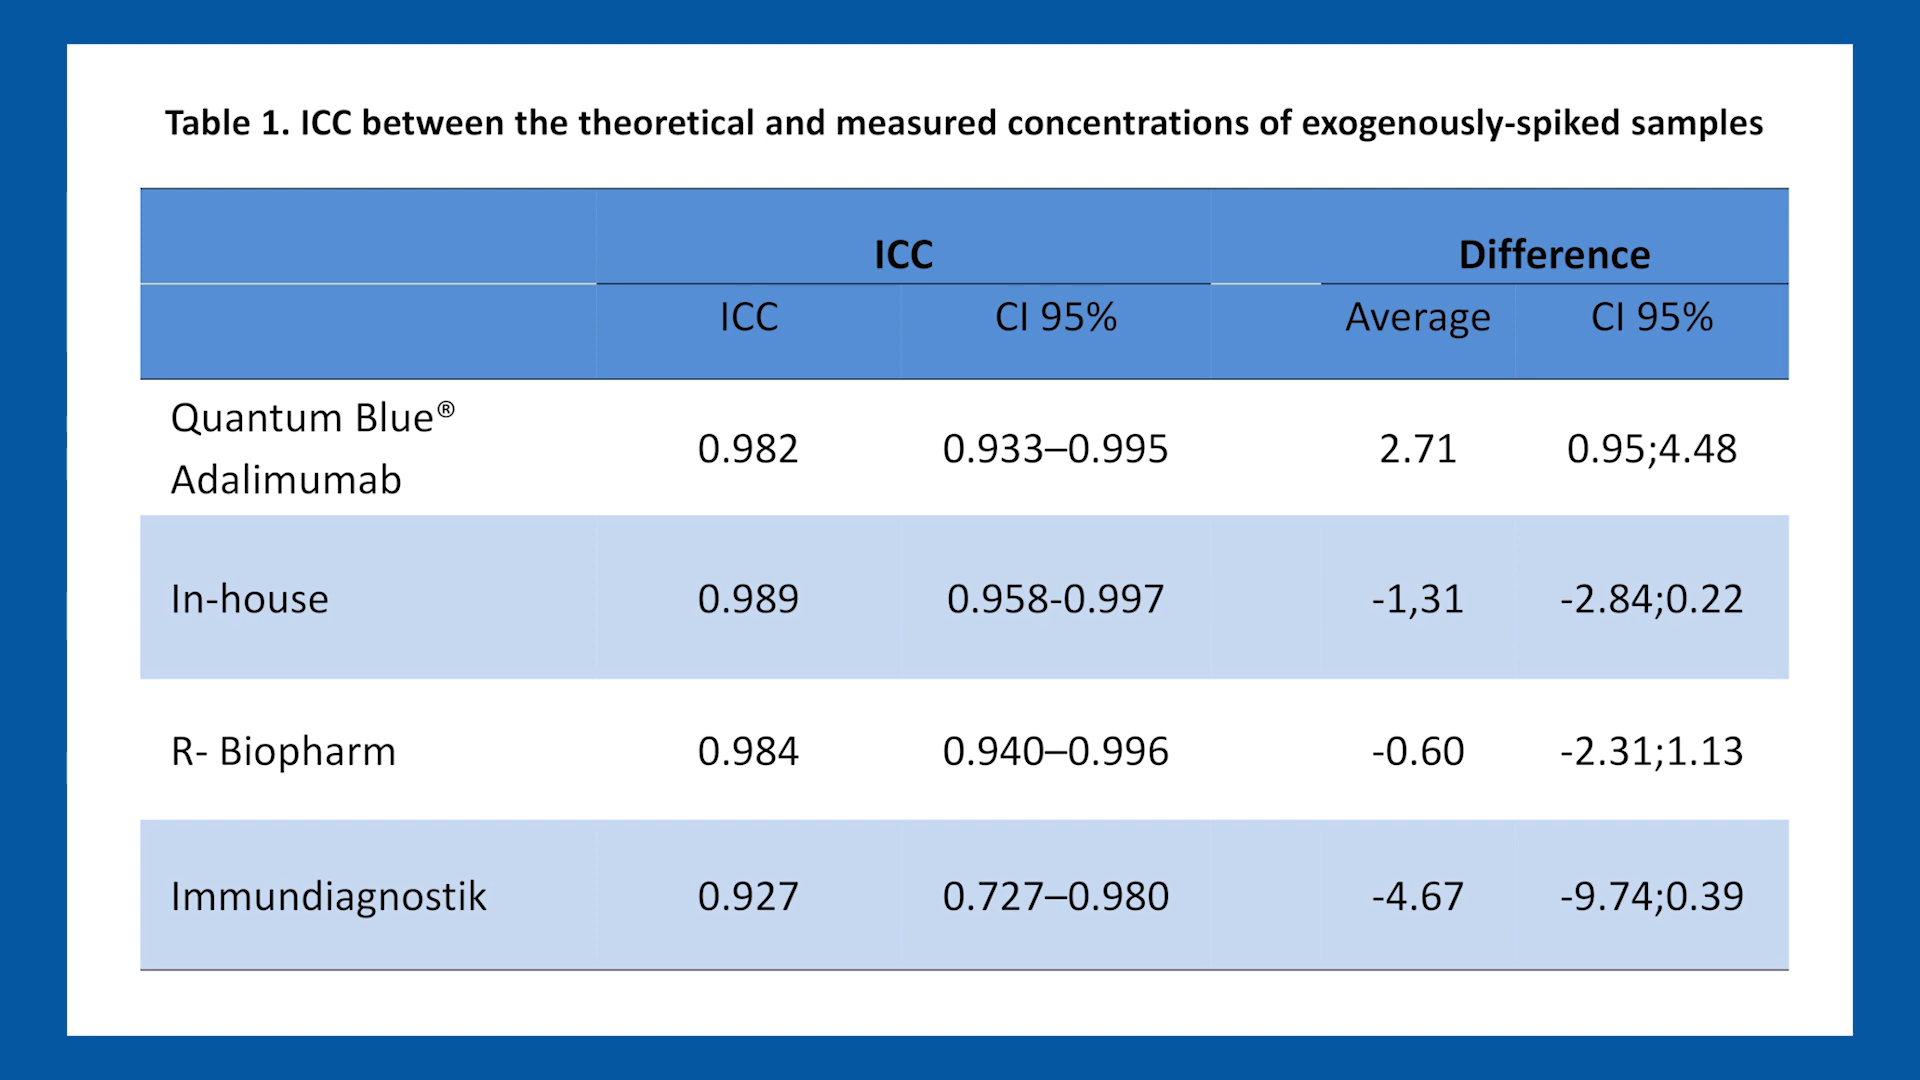 Table 1. ICC between the theoretical and measured concentrations of exogenously-spiked samples
ICC Difference
ICC CI 95% Average CI 95%
Quantum Blue®
Adalimumab 0.982 0.933–0.995 2.71 0.95;4.48
In-house 0.989 0.958-0.997 -1,31 -2.84;0.22
R- Biopharm 0.984 0.940–0.996 -0.60 -2.31;1.13
Immundiagnostik 0.927 0.727–0.980 -4.67 -9.74;0.39